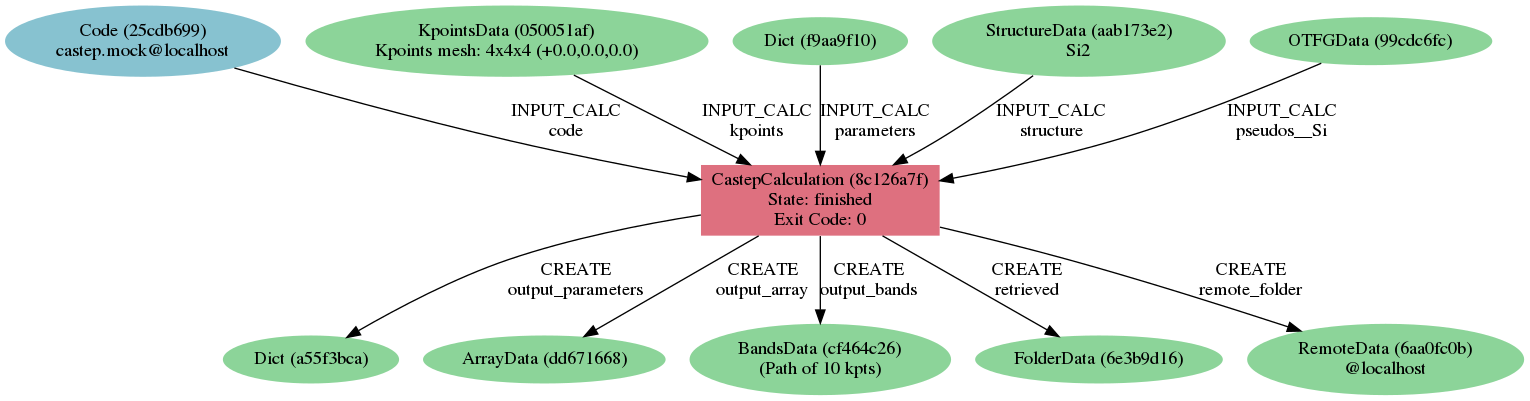 Code (25cdb699)
castep.mock@localhost
KpointsData (050051af)
Kpoints mesh: 4x4x4 (+0.0,0.0,0.0)
Dict (f9aa9f10)
StructureData (aab173e2)
Si2
OTFGData (99cdc6fc)
INPUT_CALC
code
INPUT_CALC
kpoints
INPUT_CALC
parameters
INPUT_CALC
structure
INPUT_CALC
pseudos__Si
CastepCalculation (8c126a7f)
State: finished
Exit Code: 0
CREATE
output_parameters
CREATE
output_array
CREATE
output_bands
CREATE
retrieved
CREATE
remote_folder
Dict (a55f3bca)
ArrayData (dd671668)
BandsData (cf464c26)
(Path of 10 kpts)
FolderData (6e3b9d16)
RemoteData (6aa0fc0b)
@localhost